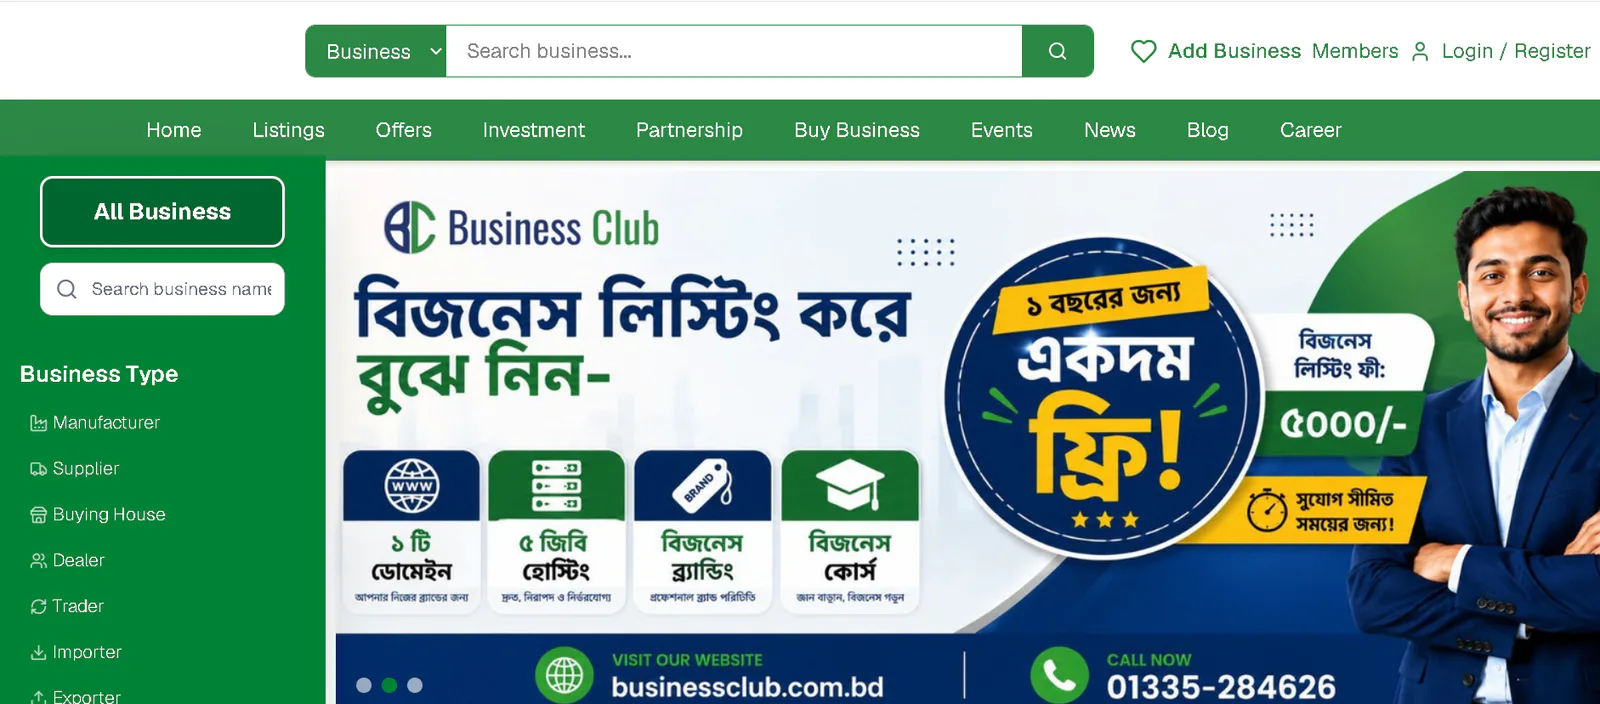 Business
Search business...
Add Business
Members
Login / Register
Home
Listings
Offers
Investment
Partnership
Buy Business
Events
News
Blog
Career
All Business
Search business name
Business Type
Manufacturer
Supplier
Buying House
Dealer
Trader
Importer
Exporter
BC Business Club
বিজনেস লিস্টিং করে
বুঝে নিন-
WWW
১ টি
ডোমেইন
আপনার নিজের ব্র্যান্ডের জন্য
৫ জিবি
হোস্টিং
দ্রুত, নিরাপদ ও নির্ভরযোগ্য
BRAND
বিজনেস
ব্র্যান্ডিং
প্রফেশনাল ব্র্যান্ড পরিচিতি
বিজনেস
কোর্স
জ্ঞান বাড়ান, বিজনেস গড়ুন
১ বছরের জন্য
একদম
ফ্রি!
বিজনেস
লিস্টিং ফী:
৫০০০/-
সুযোগ সীমিত
সময়ের জন্য!
VISIT OUR WEBSITE
businessclub.com.bd
CALL NOW
01335-284626